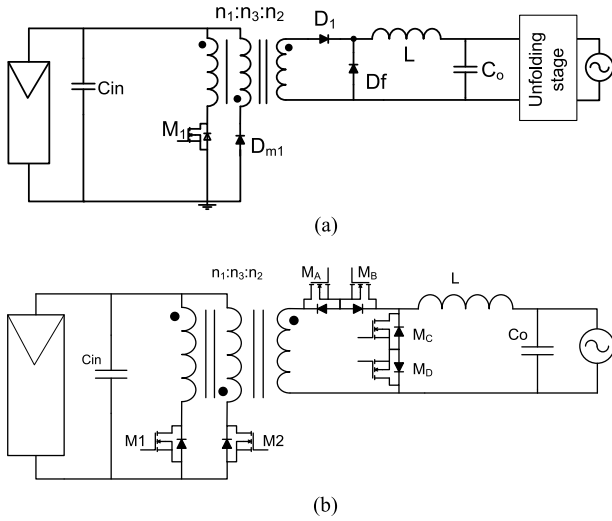 n1:n3:n2
D1
L
Cin
Df
Co
Unfolding
stage
M1
Dm1
(a)
n1:n3:n2
MA
MB
L
Cin
MC
MD
Co
M1
M2
(b)